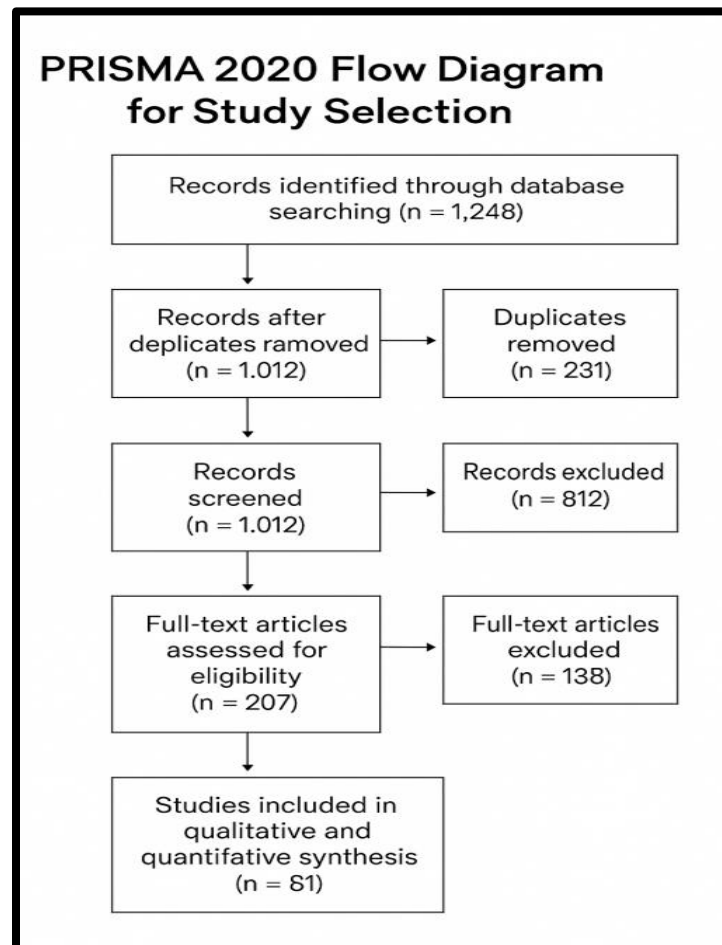 PRISMA 2020 Flow Diagram
for Study Selection
Records identified through database
searching (n = 1,248)
Records after
deplicates ramoved
(n = 1.012)
Duplicates
removed
(n = 231)
Records
screened
(n = 1.012)
Records excluded
(n = 812)
Full-text articles
assessed for
eligibility
(n = 207)
Full-text articles
excluded
(n = 138)
Studies included in
qualitative and
quantifative synthesis
(n = 81)